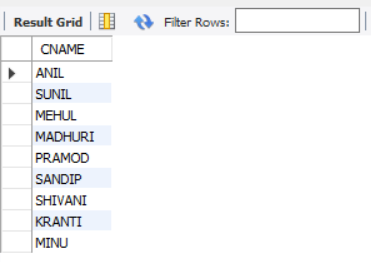 Result Grid Filter Rows:
CNAME
ANIL
SUNIL
MEHUL
MADHURI
PRAMOD
SANDIP
SHIVANI
KRANTI
MINU